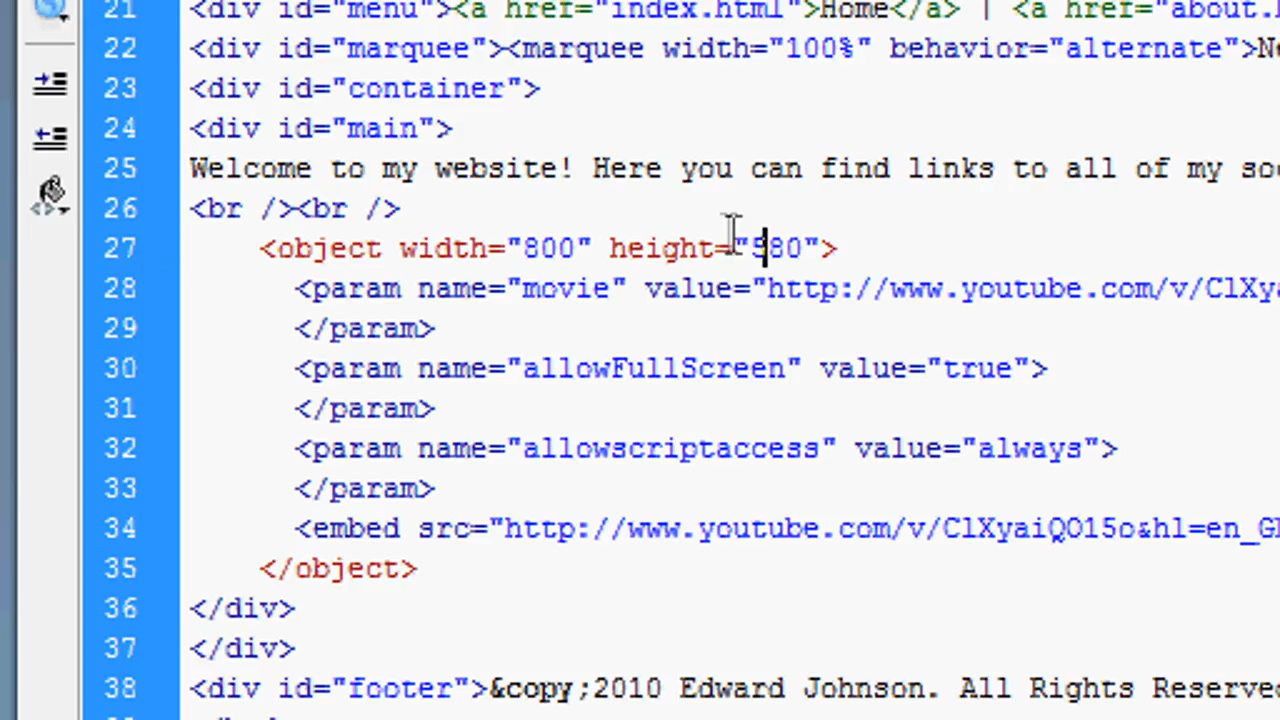 21 <div id="menu"><a href="index.html">Home</a> | <a href="about.
22 <div id="marquee"><marquee width="100%" behavior="alternate">
23 <div id="container">
24 <div id="main">
25 Welcome to my website! Here you can find links to all of my
26 <br /><br />
27 <object width="800" height="580">
28 <param name="movie" value="http://www.youtube.com/v/ClXya
29 </param>
30 <param name="allowFullScreen" value="true">
31 </param>
32 <param name="allowscriptaccess" value="always">
33 </param>
34 <embed src="http://www.youtube.com/v/ClXyaiQO15o&hl=en_G
35 </object>
36 </div>
37 </div>
38 <div id="footer">&copy;2010 Edward Johnson. All Rights Reserve